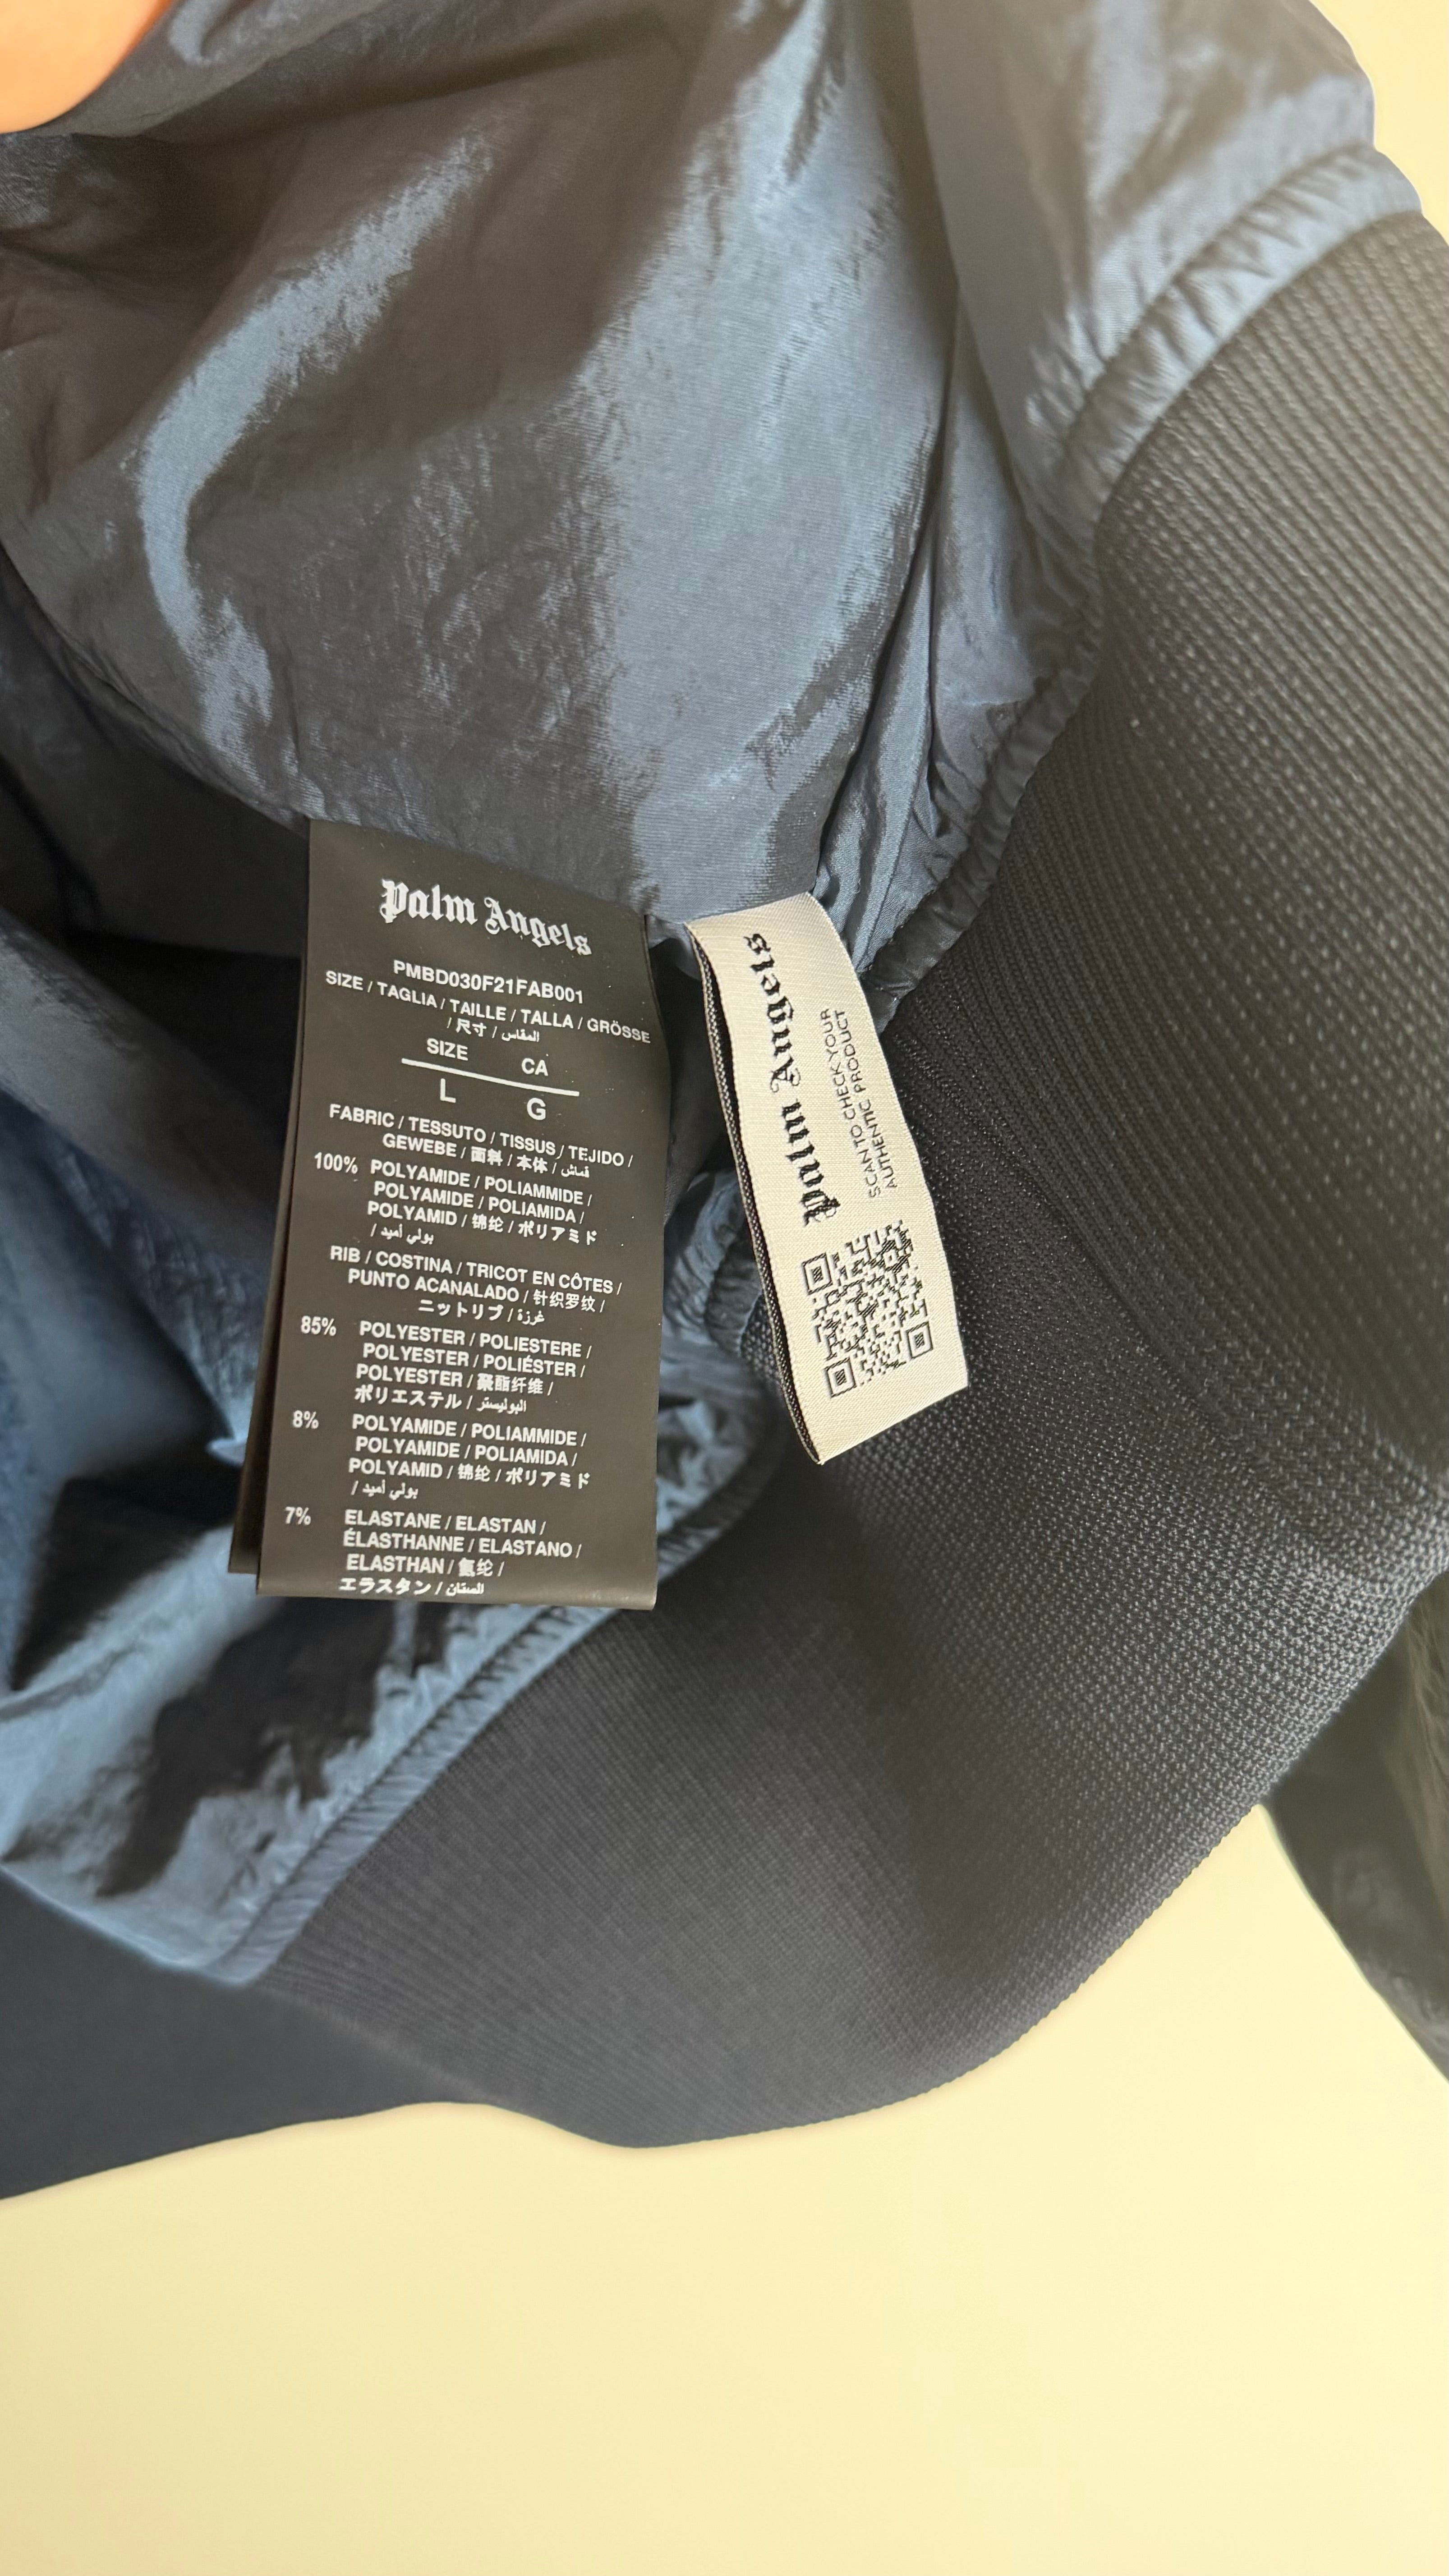 Palm Angels
PMBD030F21FAB001
SIZE / TAGLIA / TAILLE / TALLA / GRÖSSE
/ 尺寸 / المقاس
SIZE CA
L G
FABRIC / TESSUTO / TISSUS / TEJIDO /
GEWEBE / 面料 / 本体 / قماش
100% POLYAMIDE / POLIAMMIDE /
POLYAMIDE / POLIAMIDA /
POLYAMID / 锦纶 / ポリアミド
/ بولي أميد
RIB / COSTINA / TRICOT EN CÔTES /
PUNTO ACANALADO / 针织罗纹 /
ニットリブ / غرزة
85% POLYESTER / POLIESTERE /
POLYESTER / POLIÉSTER /
POLYESTER / 聚酯纤维 /
ポリエステル / البوليستر
8% POLYAMIDE / POLIAMMIDE /
POLYAMIDE / POLIAMIDA /
POLYAMID / 锦纶 / ポリアミド
/ بولي أميد
7% ELASTANE / ELASTAN /
ÉLASTHANNE / ELASTANO /
ELASTHAN / 氨纶 /
エラスタン / الصتان
Palm Angels
SCAN TO CHECK YOUR
AUTHENTIC PRODUCT